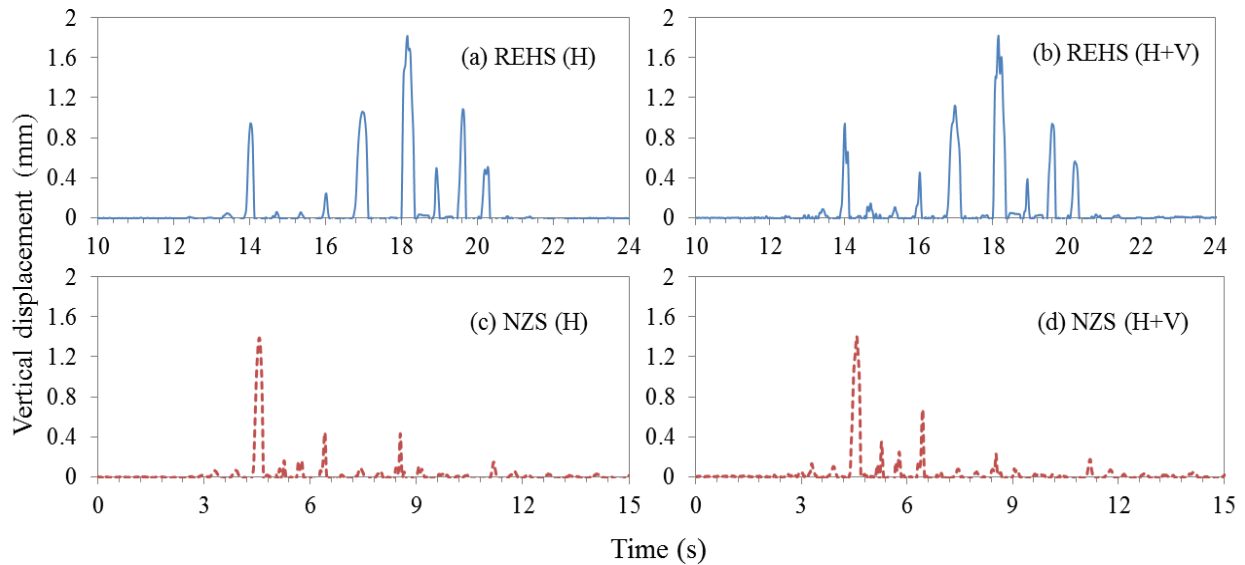 Vertical displacement (mm)
2
1.6
1.2
0.8
0.4
0
(a) REHS (H)
10 12 14 16 18 20 22 24
2
1.6
1.2
0.8
0.4
0
(b) REHS (H+V)
10 12 14 16 18 20 22 24
2
1.6
1.2
0.8
0.4
0
(c) NZS (H)
0 3 6 9 12 15
2
1.6
1.2
0.8
0.4
0
(d) NZS (H+V)
0 3 6 9 12 15
Time (s)